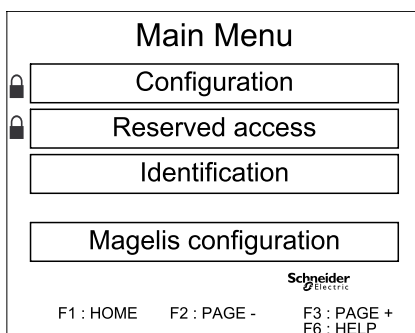 Main Menu
Configuration
Reserved access
Identification
Magelis configuration
Schneider
Electric
F1 : HOME F2 : PAGE - F3 : PAGE +
F6 : HELP